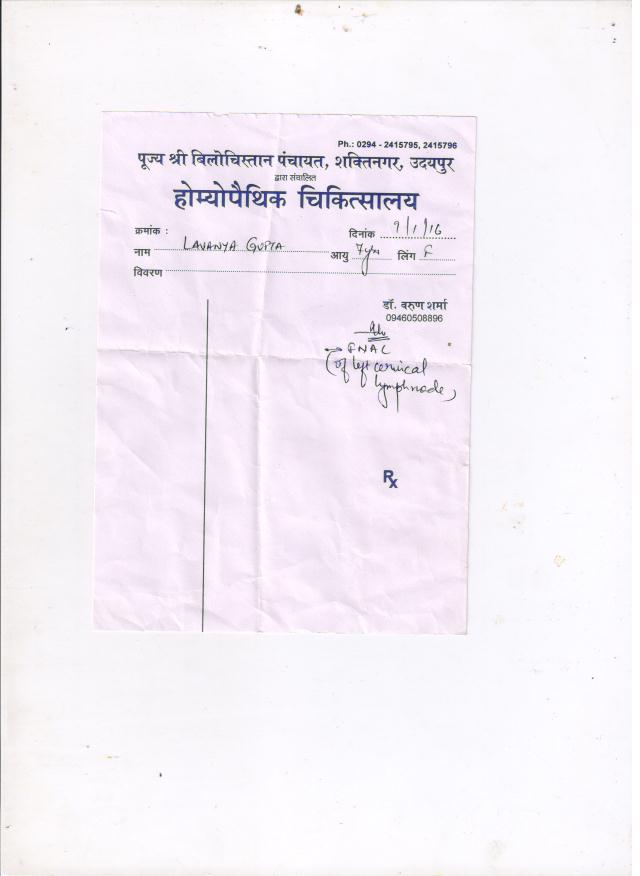 Ph.: 0294 - 2415795, 2415796
पूज्य श्री बिलोचिस्तान पंचायत, शक्तिनगर, उदयपुर
द्वारा संचालित
होम्योपैथिक चिकित्सालय
क्रमांक : दिनांक 9/1/16
नाम LAVANYA GUPTA आयु 7yrs लिंग F
विवरण
डॉ. वरुण शर्मा
09460508896
Adv
→ FNAC
(of left cervical
lymphnode)
Rx